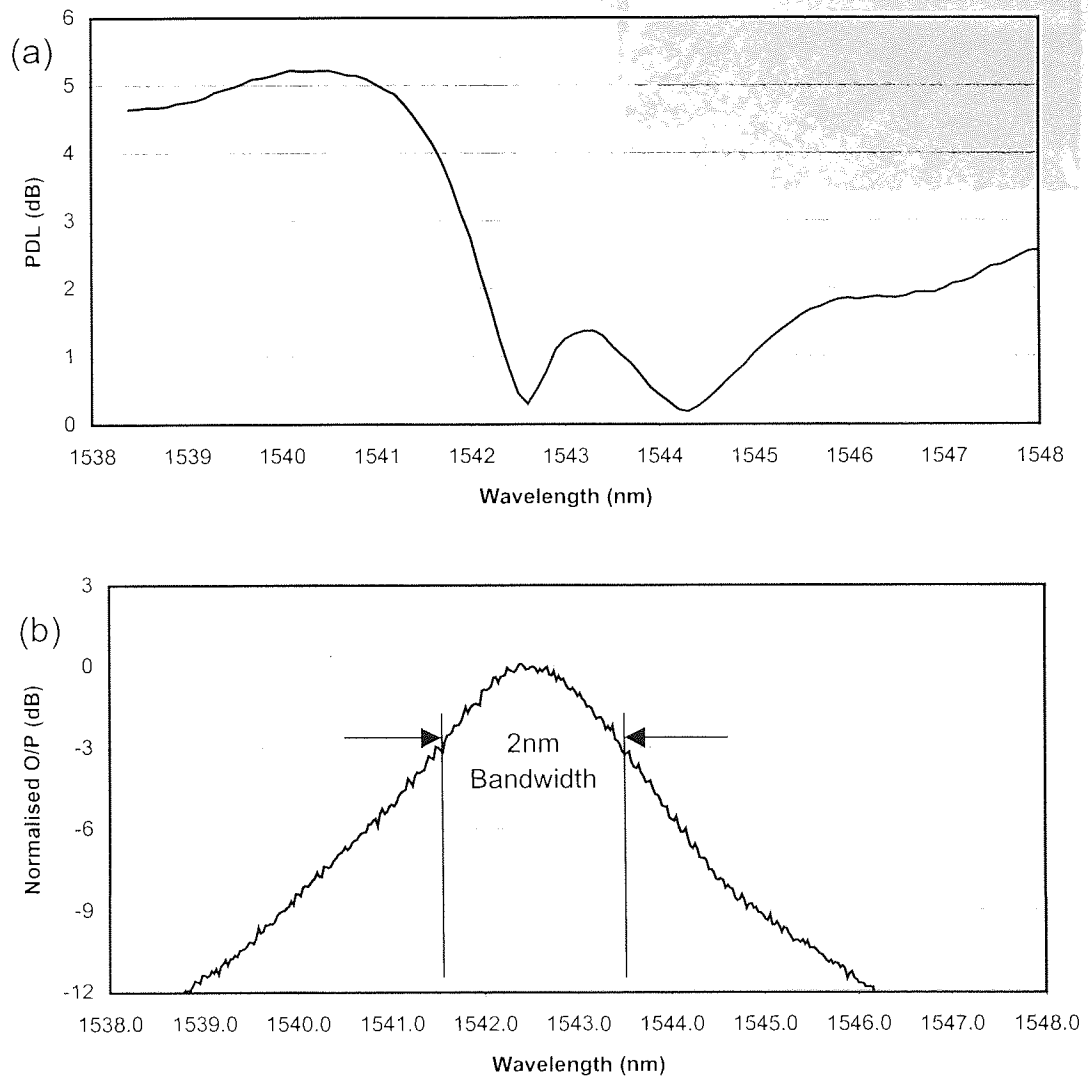 (a)
6
5
4
3
2
1
0
PDL (dB)
1538 1539 1540 1541 1542 1543 1544 1545 1546 1547 1548
Wavelength (nm)
(b)
3
0
-3
-6
-9
-12
Normalised O/P (dB)
2nm
Bandwidth
1538.0 1539.0 1540.0 1541.0 1542.0 1543.0 1544.0 1545.0 1546.0 1547.0 1548.0
Wavelength (nm)